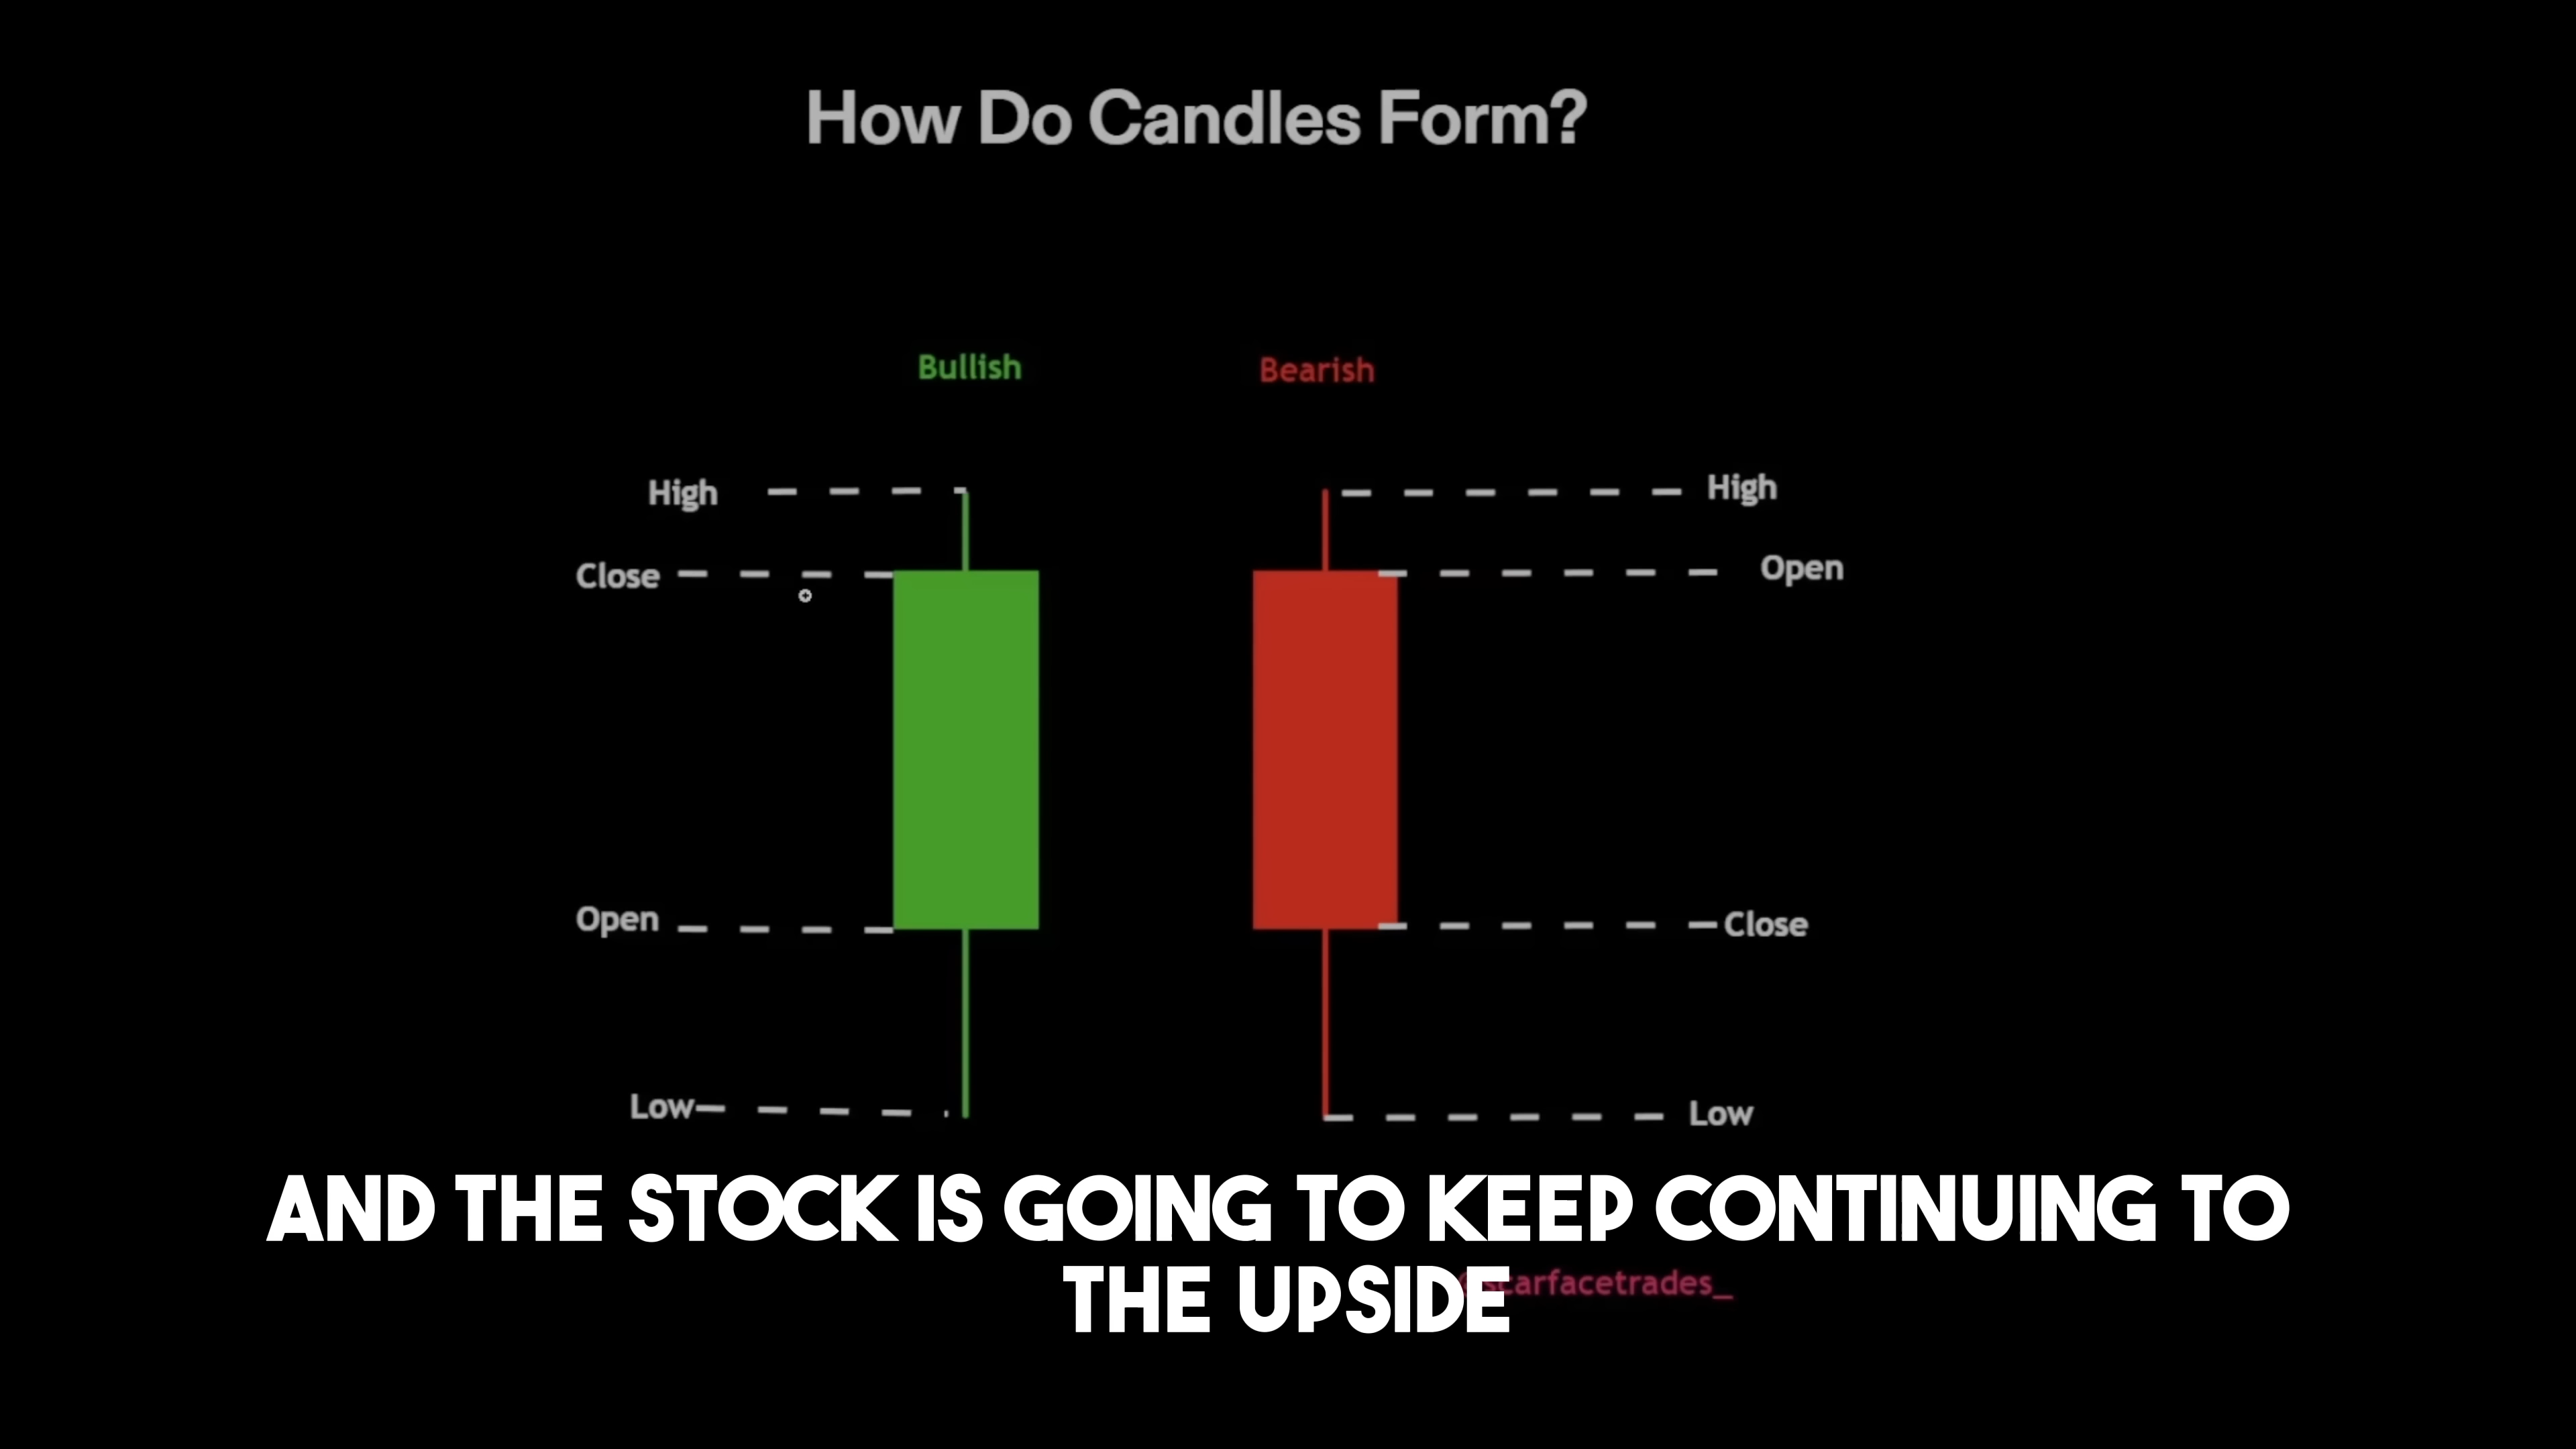 How Do Candles Form?
Bullish
Bearish
High
High
Close
Open
Open
Close
Low
Low
AND THE STOCK IS GOING TO KEEP CONTINUING TO
THE UPSIDE
scarfacetrades_